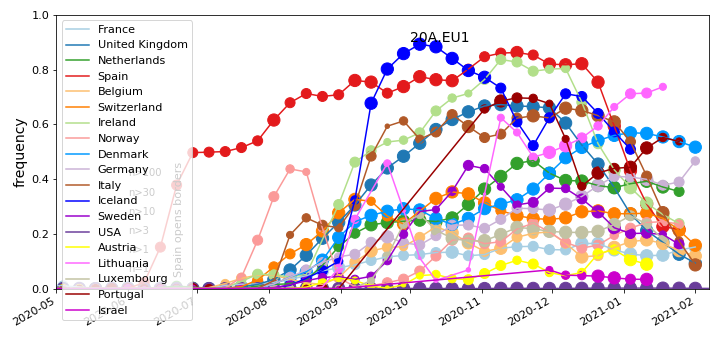 20A.EU1
frequency
1.0
0.8
0.6
0.4
0.2
0.0
France
United Kingdom
Netherlands
Spain
Belgium
Switzerland
Ireland
Norway
Denmark
Germany
Italy
Iceland
Sweden
USA
Austria
Lithuania
Luxembourg
Portugal
Israel
n>30
n>10
n>3
n>1
Spain opens borders
2020-05
2020-07
2020-08
2020-09
2020-10
2020-11
2020-12
2021-01
2021-02